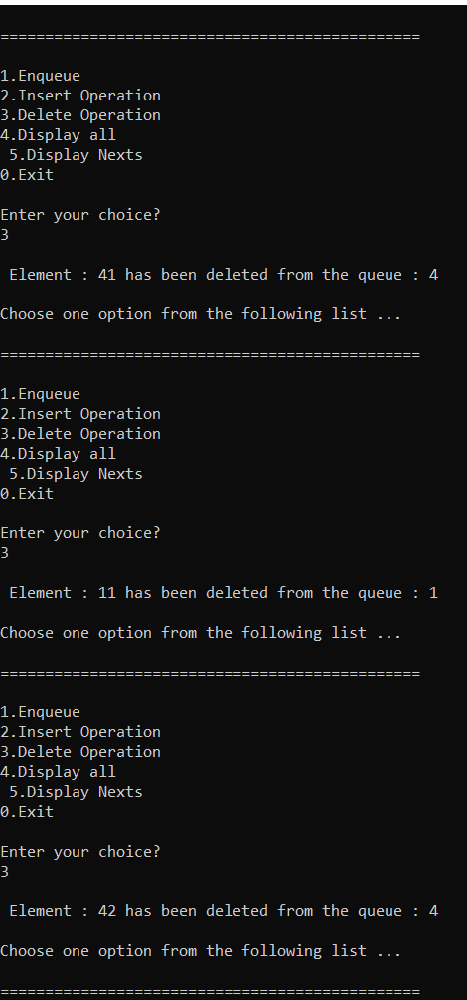 ===============================================
1.Enqueue
2.Insert Operation
3.Delete Operation
4.Display all
 5.Display Nexts
0.Exit
Enter your choice?
3
 Element : 41 has been deleted from the queue : 4
Choose one option from the following list ...
===============================================
1.Enqueue
2.Insert Operation
3.Delete Operation
4.Display all
 5.Display Nexts
0.Exit
Enter your choice?
3
 Element : 11 has been deleted from the queue : 1
Choose one option from the following list ...
===============================================
1.Enqueue
2.Insert Operation
3.Delete Operation
4.Display all
 5.Display Nexts
0.Exit
Enter your choice?
3
 Element : 42 has been deleted from the queue : 4
Choose one option from the following list ...
===============================================